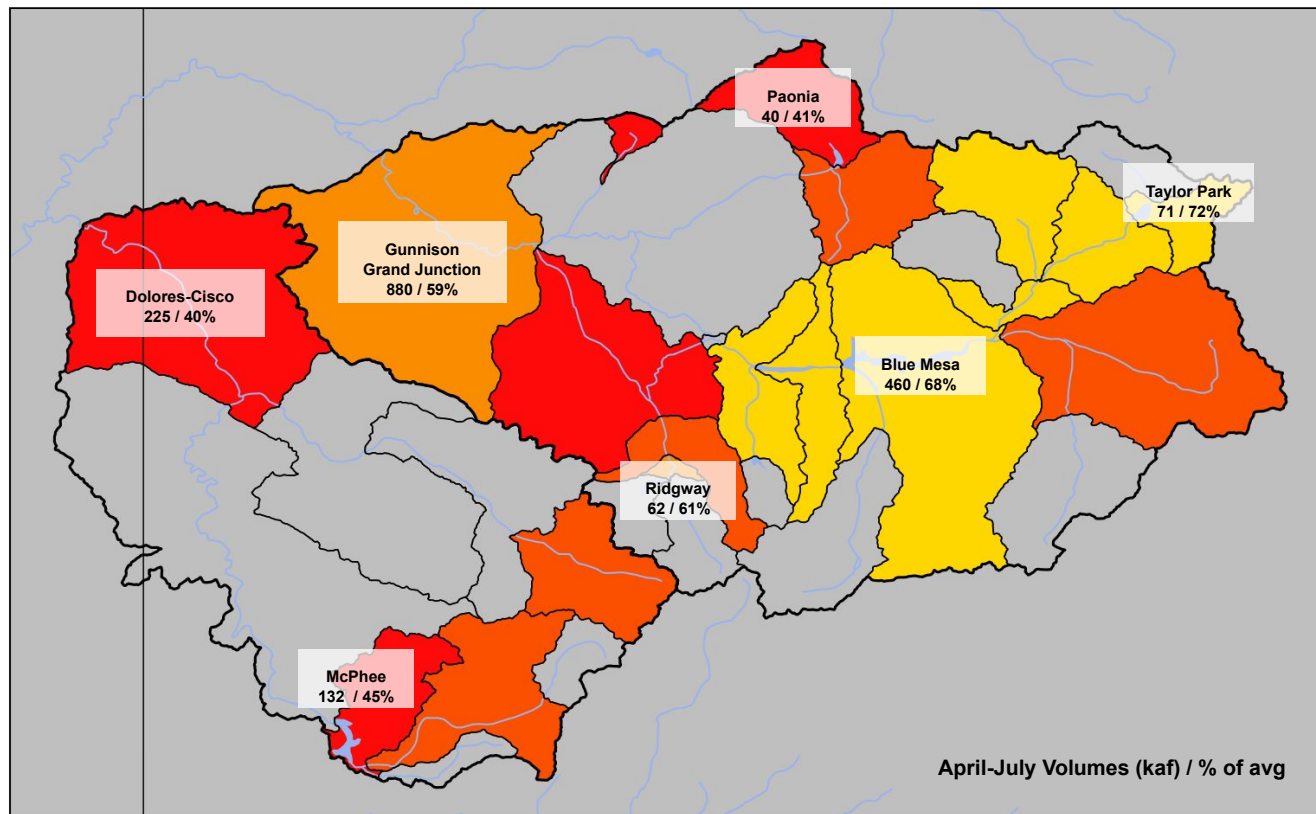 Paonia
40 / 41%
Taylor Park
71 / 72%
Gunnison
Grand Junction
880 / 59%
Dolores-Cisco
225 / 40%
Blue Mesa
460 / 68%
Ridgway
62 / 61%
McPhee
132 / 45%
April-July Volumes (kaf) / % of avg